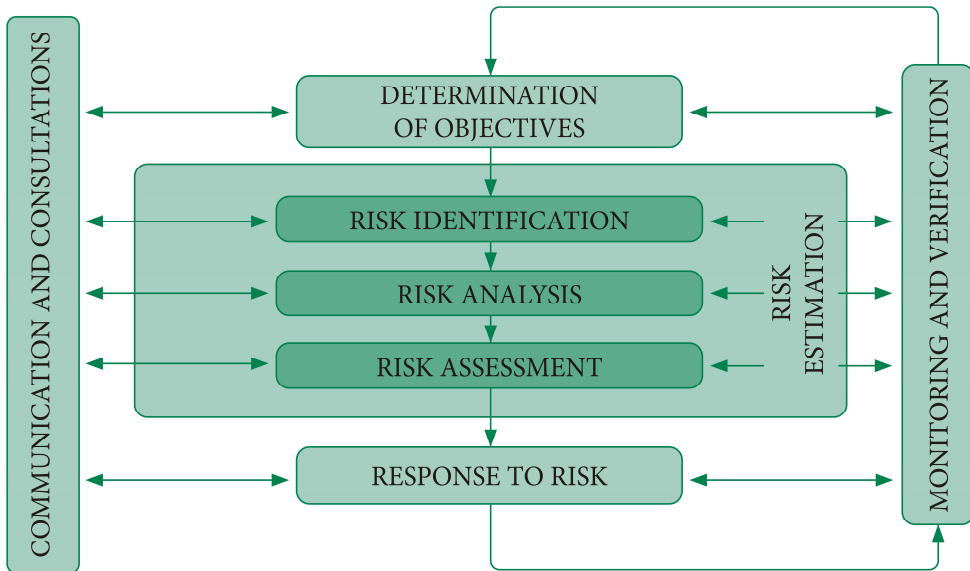 COMMUNICATION AND CONSULTATIONS
DETERMINATION
OF OBJECTIVES
RISK IDENTIFICATION
RISK ANALYSIS
RISK ASSESSMENT
RISK
ESTIMATION
RESPONSE TO RISK
MONITORING AND VERIFICATION